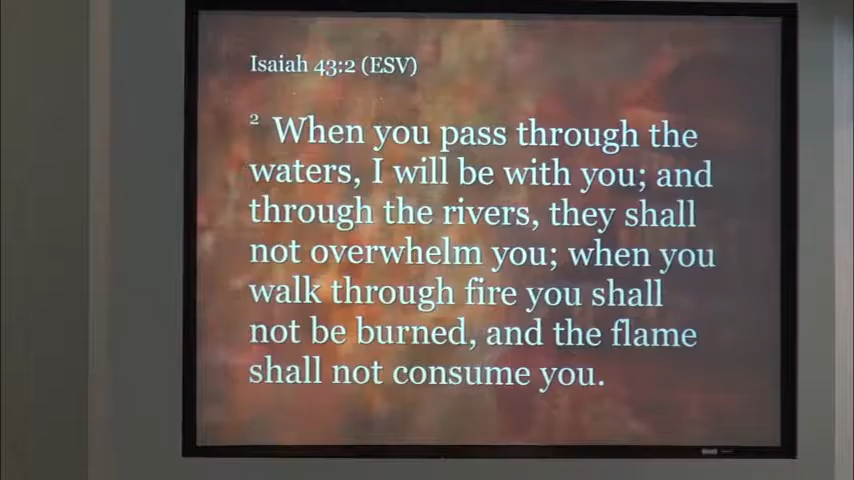 Isaiah 43:2 (ESV)
2 When you pass through the
waters, I will be with you; and
through the rivers, they shall
not overwhelm you; when you
walk through fire you shall
not be burned, and the flame
shall not consume you.